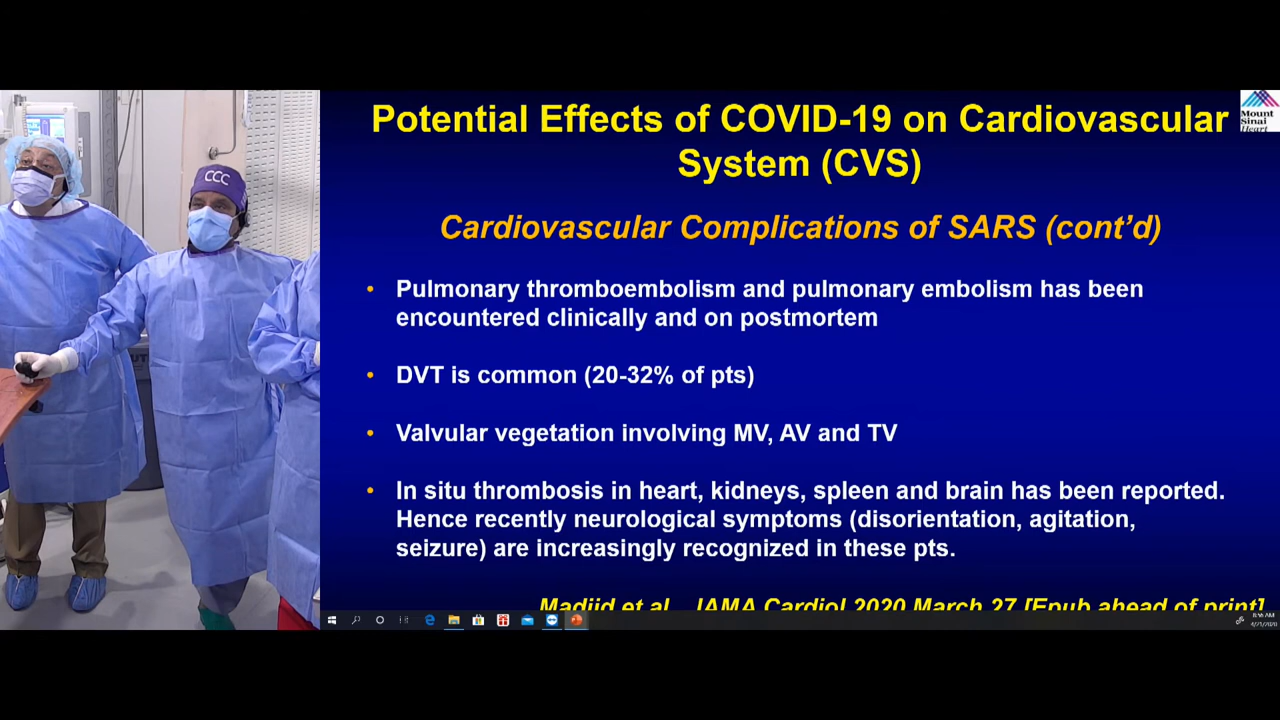 Potential Effects of COVID-19 on Cardiovascular
System (CVS)
Mount
Sinai
Heart
Cardiovascular Complications of SARS (cont’d)
CCC
• Pulmonary thromboembolism and pulmonary embolism has been
encountered clinically and on postmortem
• DVT is common (20-32% of pts)
• Valvular vegetation involving MV, AV and TV
• In situ thrombosis in heart, kidneys, spleen and brain has been reported.
Hence recently neurological symptoms (disorientation, agitation,
seizure) are increasingly recognized in these pts.
Madjid et al., JAMA Cardiol 2020 March 27 [Epub ahead of print]